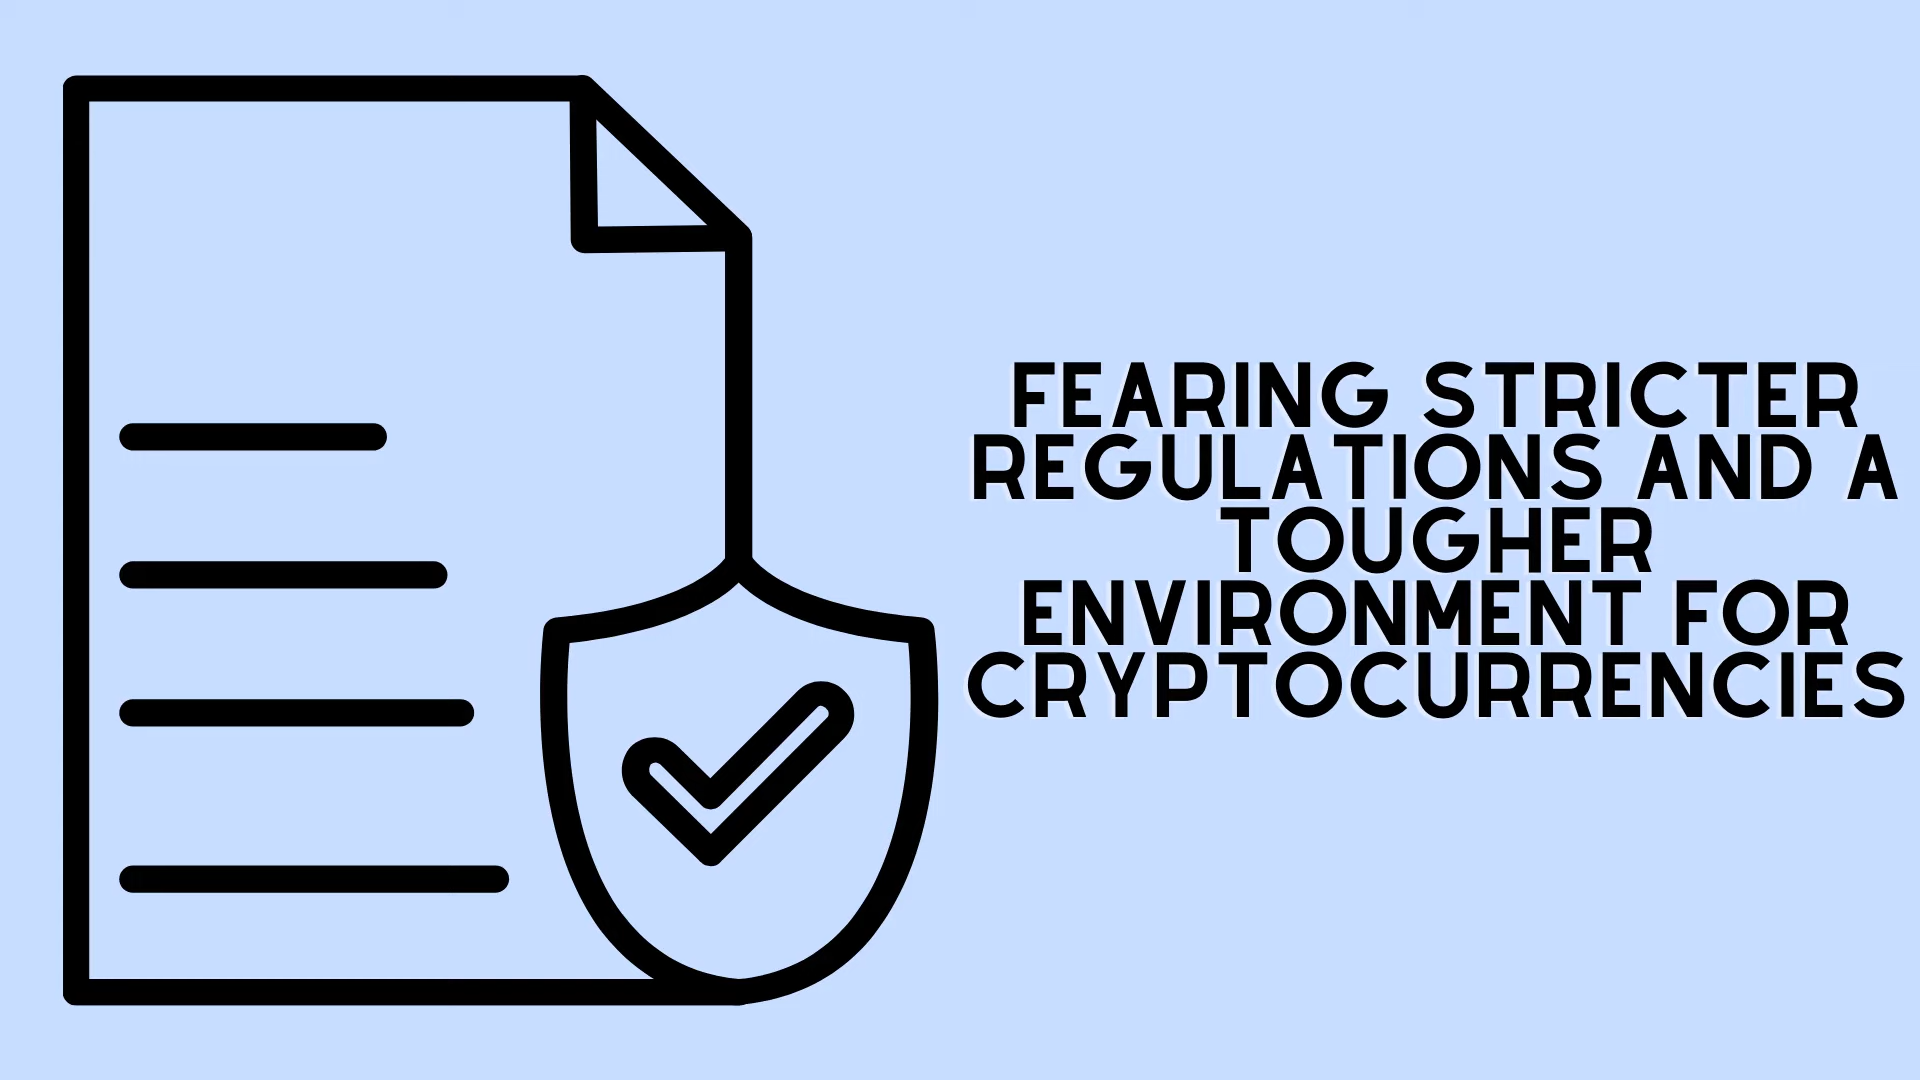 FEARING STRICTER
REGULATIONS AND A
TOUGHER
ENVIRONMENT FOR
CRYPTOCURRENCIES